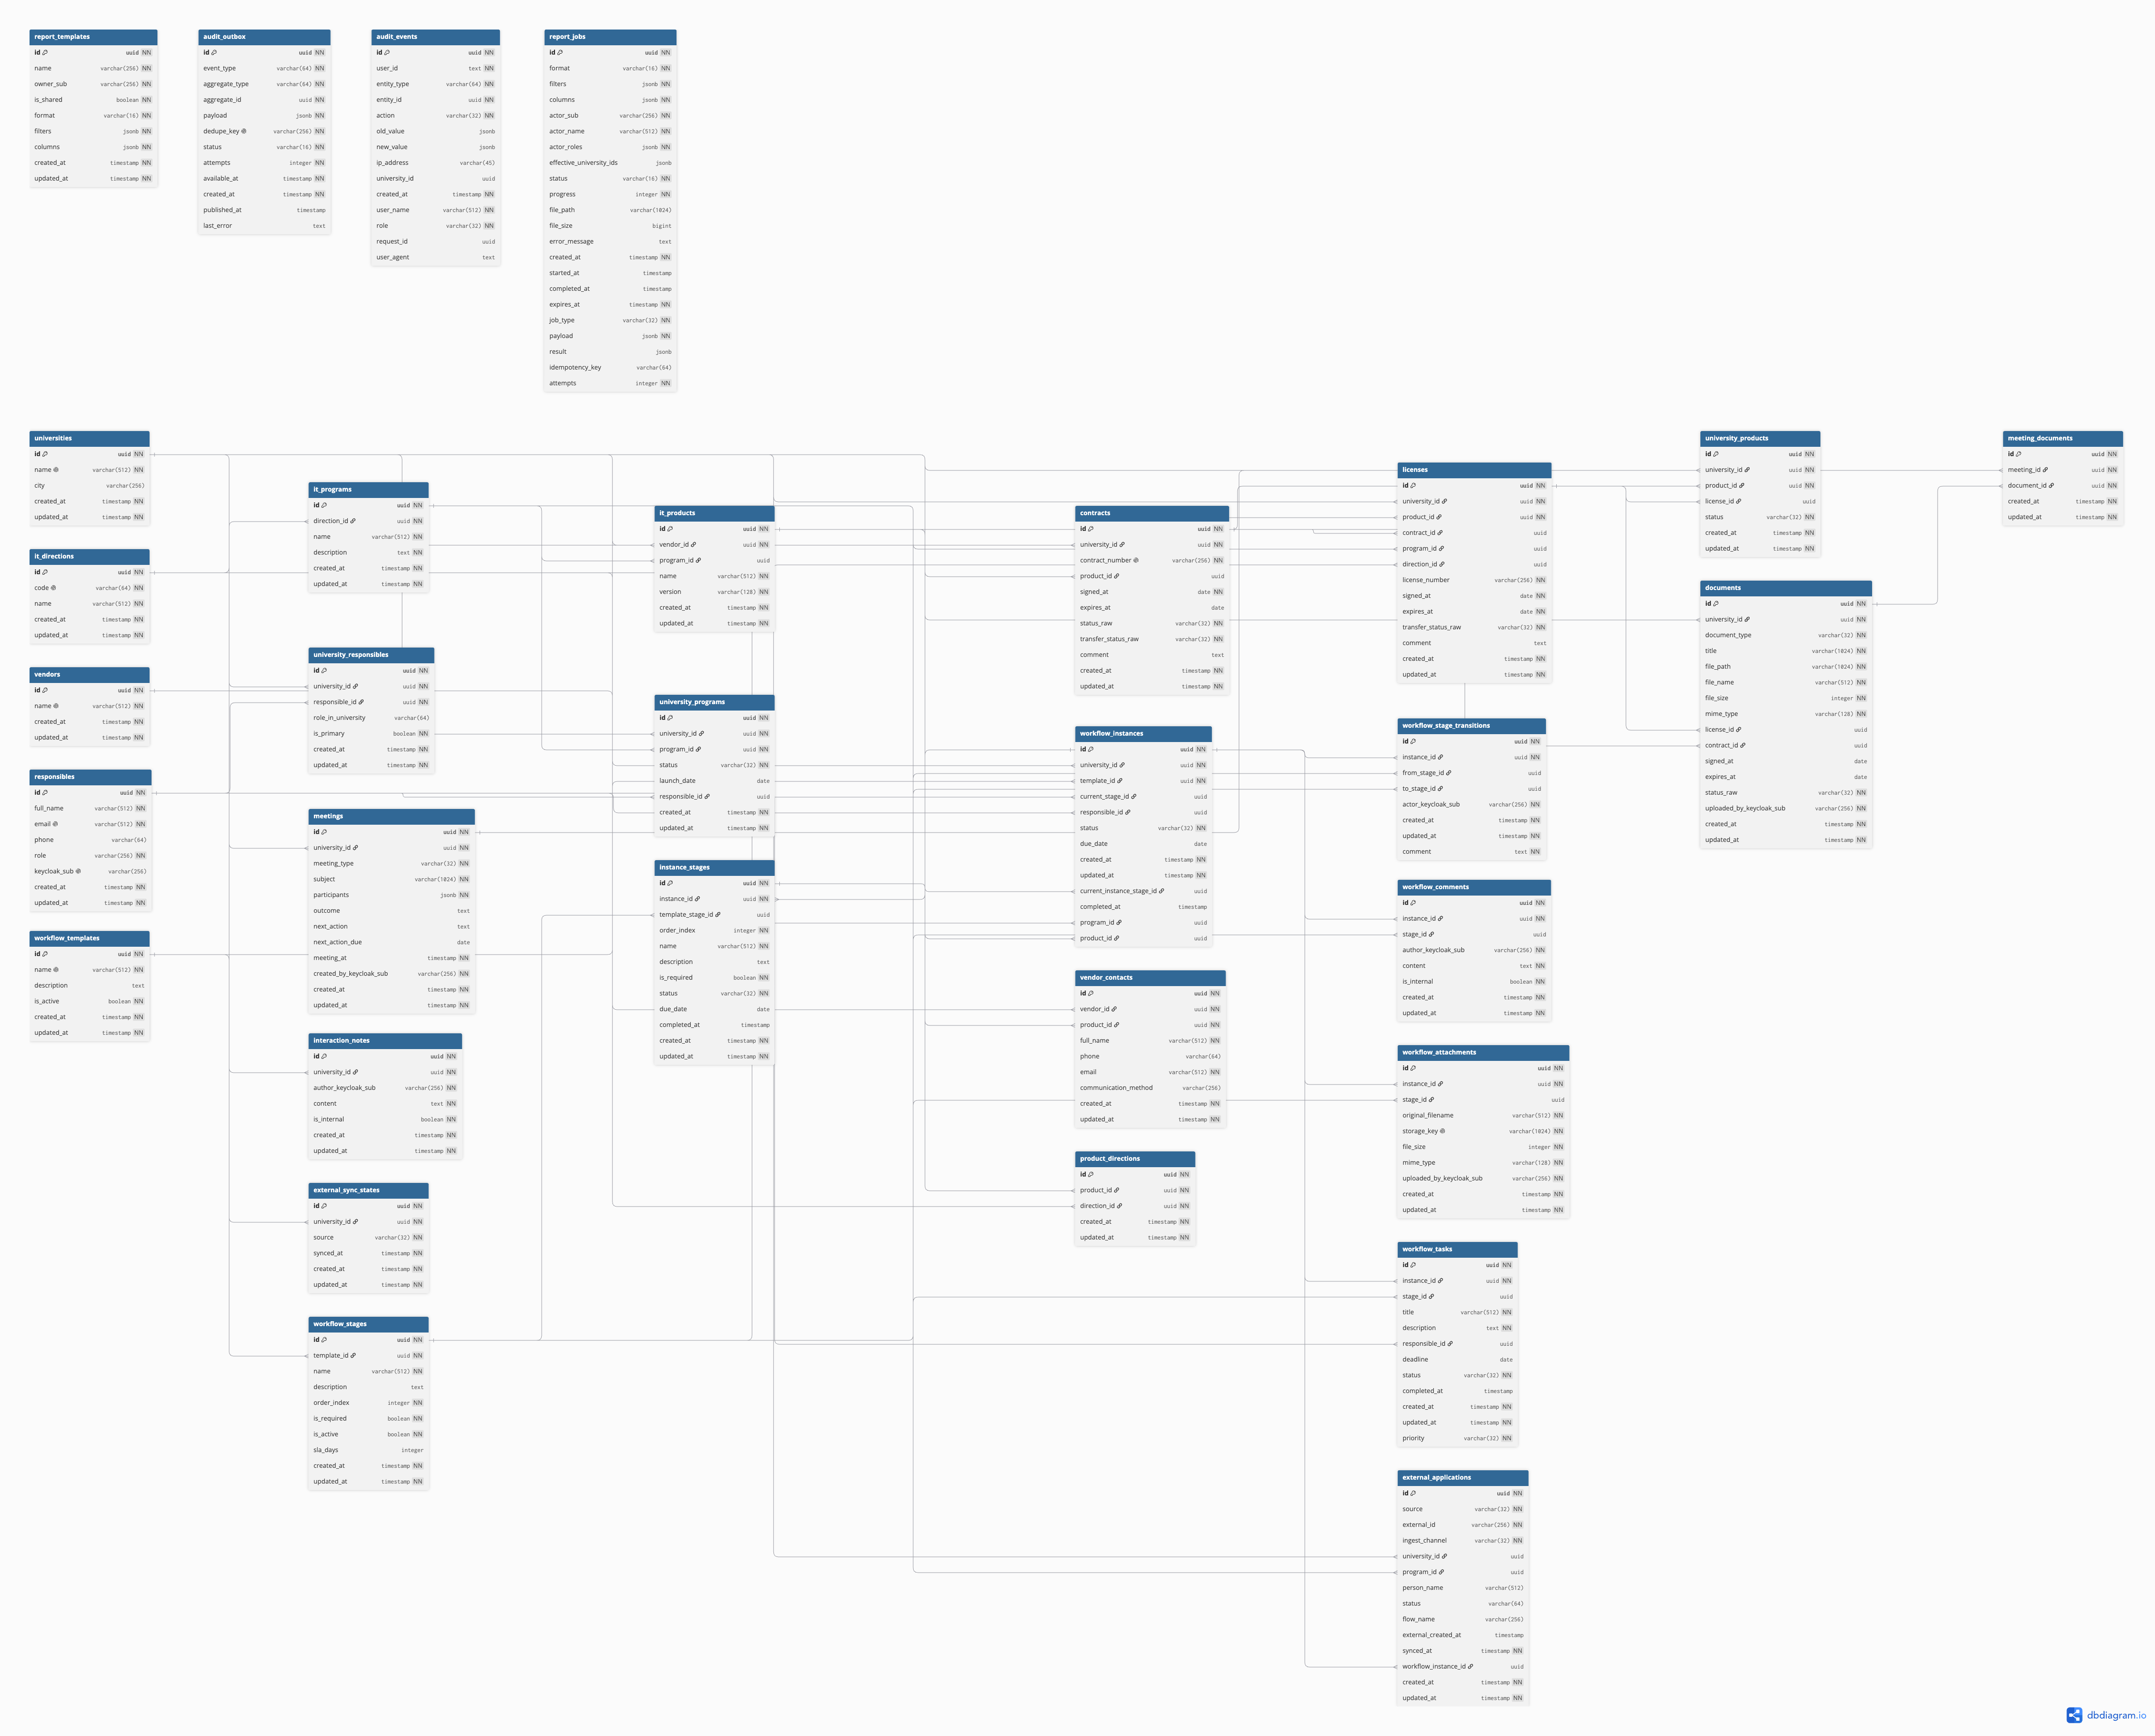 report_templates
id uuid NN
name varchar(256) NN
owner_sub varchar(256) NN
is_shared boolean NN
format varchar(16) NN
filters jsonb NN
columns jsonb NN
created_at timestamp NN
updated_at timestamp NN
audit_outbox
id uuid NN
event_type varchar(64) NN
aggregate_type varchar(64) NN
aggregate_id uuid NN
payload jsonb NN
dedupe_key varchar(256) NN
status varchar(16) NN
attempts integer NN
available_at timestamp NN
created_at timestamp NN
published_at timestamp
last_error text
audit_events
id uuid NN
user_id text NN
entity_type varchar(64) NN
entity_id uuid NN
action varchar(32) NN
old_value jsonb
new_value jsonb
ip_address varchar(45)
university_id uuid
created_at timestamp NN
user_name varchar(512) NN
role varchar(32) NN
request_id uuid
user_agent text
report_jobs
id uuid NN
format varchar(16) NN
filters jsonb NN
columns jsonb NN
actor_sub varchar(256) NN
actor_name varchar(512) NN
actor_roles jsonb NN
effective_university_ids jsonb
status varchar(16) NN
progress integer NN
file_path varchar(1024)
file_size bigint
error_message text
created_at timestamp NN
started_at timestamp
completed_at timestamp
expires_at timestamp NN
job_type varchar(32) NN
payload jsonb NN
result jsonb
idempotency_key varchar(64)
attempts integer NN
universities
id uuid NN
name varchar(512) NN
city varchar(256)
created_at timestamp NN
updated_at timestamp NN
it_directions
id uuid NN
code varchar(64) NN
name varchar(512) NN
created_at timestamp NN
updated_at timestamp NN
vendors
id uuid NN
name varchar(512) NN
created_at timestamp NN
updated_at timestamp NN
responsibles
id uuid NN
full_name varchar(512) NN
email varchar(512) NN
phone varchar(64)
role varchar(256) NN
keycloak_sub varchar(256)
created_at timestamp NN
updated_at timestamp NN
workflow_templates
id uuid NN
name varchar(512) NN
description text
is_active boolean NN
created_at timestamp NN
updated_at timestamp NN
it_programs
id uuid NN
direction_id uuid NN
name varchar(512) NN
description text NN
created_at timestamp NN
updated_at timestamp NN
university_responsibles
id uuid NN
university_id uuid NN
responsible_id uuid NN
role_in_university varchar(64)
is_primary boolean NN
created_at timestamp NN
updated_at timestamp NN
meetings
id uuid NN
university_id uuid NN
meeting_type varchar(32) NN
subject varchar(1024) NN
participants jsonb NN
outcome text
next_action text
next_action_due date
meeting_at timestamp NN
created_by_keycloak_sub varchar(256) NN
created_at timestamp NN
updated_at timestamp NN
interaction_notes
id uuid NN
university_id uuid NN
author_keycloak_sub varchar(256) NN
content text NN
is_internal boolean NN
created_at timestamp NN
updated_at timestamp NN
external_sync_states
id uuid NN
university_id uuid NN
source varchar(32) NN
synced_at timestamp NN
created_at timestamp NN
updated_at timestamp NN
workflow_stages
id uuid NN
template_id uuid NN
name varchar(512) NN
description text
order_index integer NN
is_required boolean NN
is_active boolean NN
sla_days integer
created_at timestamp NN
updated_at timestamp NN
it_products
id uuid NN
vendor_id uuid NN
program_id uuid
name varchar(512) NN
version varchar(128) NN
created_at timestamp NN
updated_at timestamp NN
university_programs
id uuid NN
university_id uuid NN
program_id uuid NN
status varchar(32) NN
launch_date date
responsible_id uuid
created_at timestamp NN
updated_at timestamp NN
instance_stages
id uuid NN
instance_id uuid NN
template_stage_id uuid
order_index integer NN
name varchar(512) NN
description text
is_required boolean NN
status varchar(32) NN
due_date date
completed_at timestamp
created_at timestamp NN
updated_at timestamp NN
contracts
id uuid NN
university_id uuid NN
contract_number varchar(256) NN
product_id uuid
signed_at date NN
expires_at date
status_raw varchar(32) NN
transfer_status_raw varchar(32) NN
comment text
created_at timestamp NN
updated_at timestamp NN
workflow_instances
id uuid NN
university_id uuid NN
template_id uuid NN
current_stage_id uuid
responsible_id uuid
status varchar(32) NN
due_date date
created_at timestamp NN
updated_at timestamp NN
current_instance_stage_id uuid
completed_at timestamp
program_id uuid
product_id uuid
vendor_contacts
id uuid NN
vendor_id uuid NN
product_id uuid NN
full_name varchar(512) NN
phone varchar(64)
email varchar(512) NN
communication_method varchar(256)
created_at timestamp NN
updated_at timestamp NN
product_directions
id uuid NN
product_id uuid NN
direction_id uuid NN
created_at timestamp NN
updated_at timestamp NN
licenses
id uuid NN
university_id uuid NN
product_id uuid NN
contract_id uuid
program_id uuid
direction_id uuid
license_number varchar(256) NN
signed_at date NN
expires_at date NN
transfer_status_raw varchar(32) NN
comment text
created_at timestamp NN
updated_at timestamp NN
workflow_stage_transitions
id uuid NN
instance_id uuid NN
from_stage_id uuid
to_stage_id uuid
actor_keycloak_sub varchar(256) NN
created_at timestamp NN
updated_at timestamp NN
comment text NN
workflow_comments
id uuid NN
instance_id uuid NN
stage_id uuid
author_keycloak_sub varchar(256) NN
content text NN
is_internal boolean NN
created_at timestamp NN
updated_at timestamp NN
workflow_attachments
id uuid NN
instance_id uuid NN
stage_id uuid
original_filename varchar(512) NN
storage_key varchar(1024) NN
file_size integer NN
mime_type varchar(128) NN
uploaded_by_keycloak_sub varchar(256) NN
created_at timestamp NN
updated_at timestamp NN
workflow_tasks
id uuid NN
instance_id uuid NN
stage_id uuid
title varchar(512) NN
description text NN
responsible_id uuid
deadline date
status varchar(32) NN
completed_at timestamp
created_at timestamp NN
updated_at timestamp NN
priority varchar(32) NN
external_applications
id uuid NN
source varchar(32) NN
external_id varchar(256) NN
ingest_channel varchar(32) NN
university_id uuid
program_id uuid
person_name varchar(512)
status varchar(64)
flow_name varchar(256)
external_created_at timestamp
synced_at timestamp NN
workflow_instance_id uuid
created_at timestamp NN
updated_at timestamp NN
university_products
id uuid NN
university_id uuid NN
product_id uuid NN
license_id uuid
status varchar(32) NN
created_at timestamp NN
updated_at timestamp NN
documents
id uuid NN
university_id uuid NN
document_type varchar(32) NN
title varchar(1024) NN
file_path varchar(1024) NN
file_name varchar(512) NN
file_size integer NN
mime_type varchar(128) NN
license_id uuid
contract_id uuid
signed_at date
expires_at date
status_raw varchar(32) NN
uploaded_by_keycloak_sub varchar(256) NN
created_at timestamp NN
updated_at timestamp NN
meeting_documents
id uuid NN
meeting_id uuid NN
document_id uuid NN
created_at timestamp NN
updated_at timestamp NN
dbdiagram.io